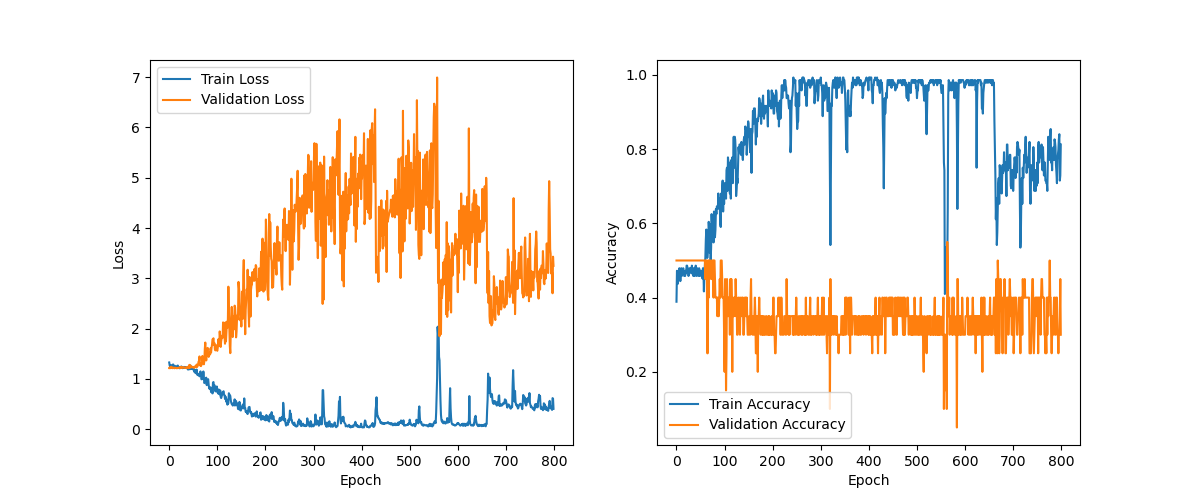 Train Loss
Validation Loss
7
6
5
4
3
2
1
0
Loss
0 100 200 300 400 500 600 700 800
Epoch
1.0
0.8
0.6
0.4
0.2
Accuracy
Train Accuracy
Validation Accuracy
0 100 200 300 400 500 600 700 800
Epoch